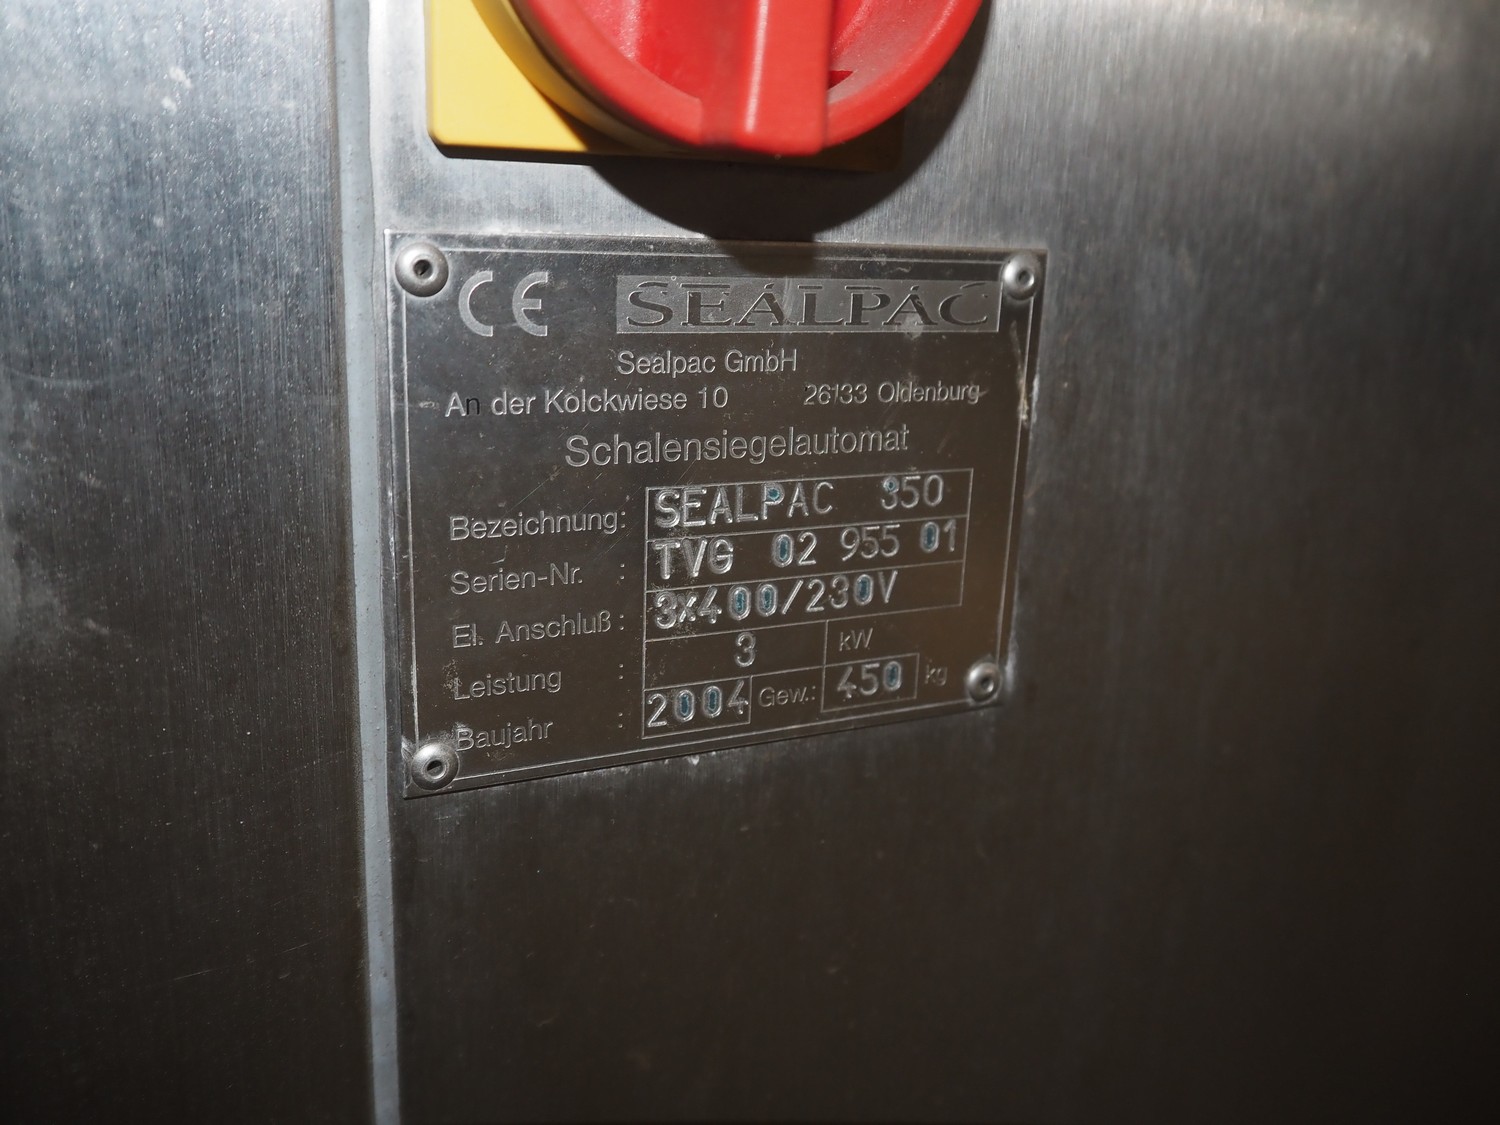 CE SEALPAC
Sealpac GmbH
An der Kolckwiese 10 26133 Oldenburg
Schalensiegelautomat
Bezeichnung: SEALPAC 350
Serien-Nr. : TVG 02 955 01
El. Anschluß : 3x400/230V
Leistung : 3 kW
Baujahr : 2004 Gew.: 450 kg